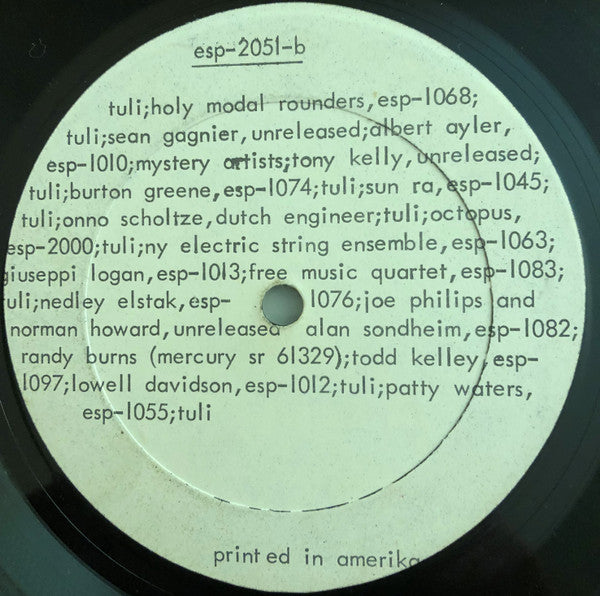 esp-2051-b
tuli;holy modal rounders,esp-1068;
tuli;sean gagnier,unreleased;albert ayler,
esp-1010;mystery artists;tony kelly,unreleased;
tuli;burton greene,esp-1074;tuli;sun ra,esp-1045;
tuli;onno scholtze,dutch engineer;tuli;octopus,
esp-2000;tuli;ny electric string ensemble,esp-1063;
giuseppi logan,esp-1013;free music quartet,esp-1083;
tuli;nedley elstak,esp- 1076;joe philips and
norman howard,unreleased alan sondheim,esp-1082;
randy burns (mercury sr 61329);todd kelley,esp-
1097;lowell davidson,esp-1012;tuli;patty waters,
esp-1055;tuli
printed in amerika